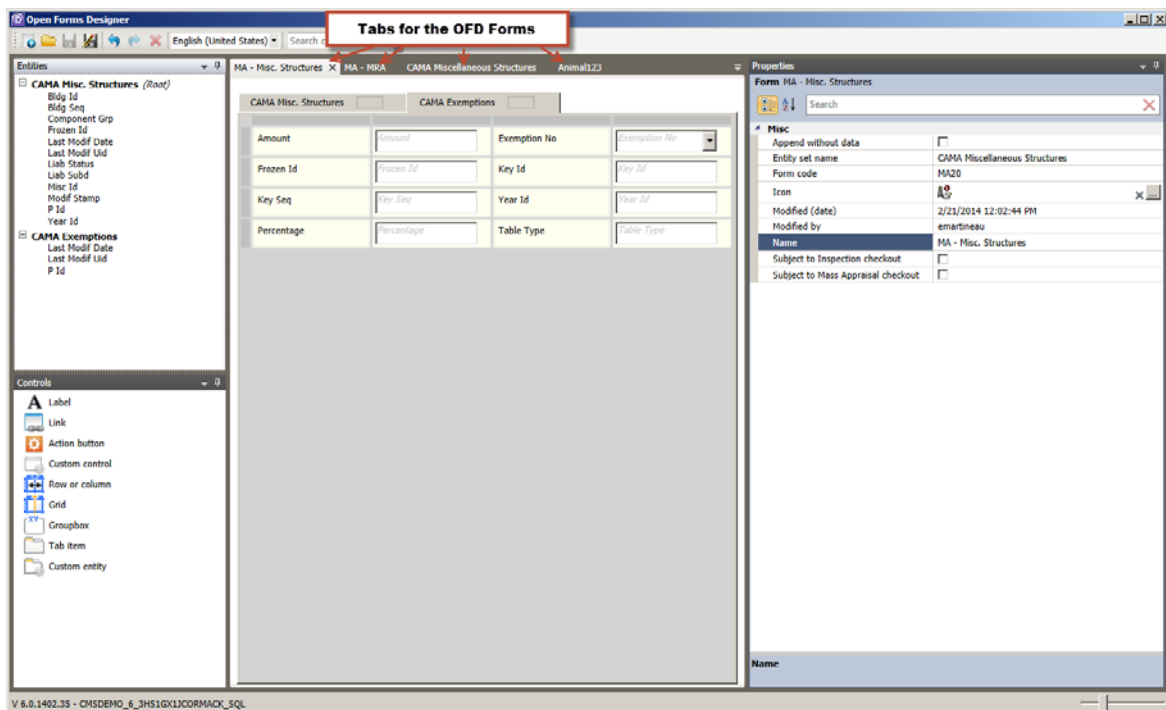 Open Forms Designer
Tabs for the OFD Forms
English (United States)
Search
Entities
CAMA Misc. Structures (Root)
Bldg Id
Bldg Seq
Component Grp
Frozen Id
Last Modif Date
Last Modif Uid
Liab Status
Liab Subd
Misc Id
Modif Stamp
P Id
Year Id
CAMA Exemptions
Last Modif Date
Last Modif Uid
P Id
Controls
A Label
Link
Action button
Custom control
Row or column
Grid
XY Groupbox
Tab item
Custom entity
MA - Misc. Structures X MA - MRA CAMA Miscellaneous Structures Animal123
CAMA Misc. Structures CAMA Exemptions
Amount Amount Exemption No Exemption No
Frozen Id Frozen Id Key Id Key Id
Key Seq Key Seq Year Id Year Id
Percentage Percentage Table Type Table Type
Properties
Form MA - Misc. Structures
Search
Misc
Append without data
Entity set name CAMA Miscellaneous Structures
Form code MA20
Icon
Modified (date) 2/21/2014 12:02:44 PM
Modified by emartineau
Name MA - Misc. Structures
Subject to Inspection checkout
Subject to Mass Appraisal checkout
Name
V 6.0.1402.35 - CMSDEMO_6_3HS1GX1JCORMACK_SQL